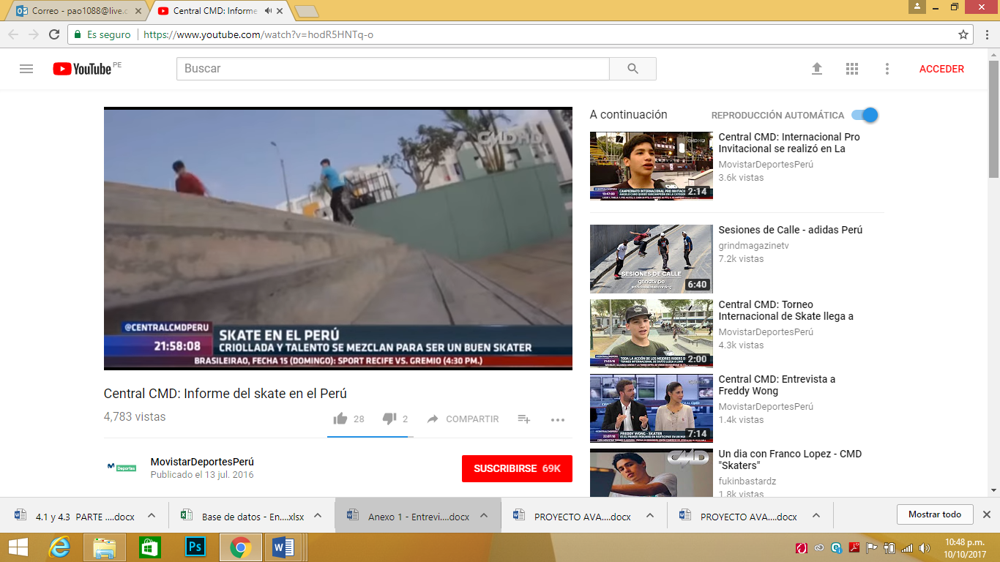 Correo - pao1088@live.c
Central CMD: Informe
Es seguro
https://www.youtube.com/watch?v=hodR5HNTq-o
YouTube PE
Buscar
ACCEDER
CMD HD
@CENTRALCMDPERU
21:58:08
SKATE EN EL PERÚ
CRIOLLADA Y TALENTO SE MEZCLAN PARA SER UN BUEN SKATER
BRASILEIRAO, FECHA 15 (DOMINGO): SPORT RECIFE VS. GREMIO (4:30 PM.)
Central CMD: Informe del skate en el Perú
4,783 vistas
28
2
COMPARTIR
Deportes
MovistarDeportesPerú
Publicado el 13 jul. 2016
SUSCRIBIRSE 69K
A continuación
REPRODUCCIÓN AUTOMÁTICA
2:14
Central CMD: Internacional Pro
Invitacional se realizó en La
MovistarDeportesPerú
3.6k vistas
SESIONES DE CALLE
grindtv.pe
#adidasskateboarding
6:40
Sesiones de Calle - adidas Perú
grindmagazinetv
7.2k vistas
2:00
Central CMD: Torneo
Internacional de Skate llega a
MovistarDeportesPerú
4.3k vistas
FREDDY WONG - SKATER
7:14
Central CMD: Entrevista a
Freddy Wong
MovistarDeportesPerú
1.4k vistas
CMD
Un dia con Franco Lopez - CMD
"Skaters"
fukinbastardz
1.8k vistas
4.1 y 4.3 PARTE ....docx
Base de datos - En....xlsx
Anexo 1 - Entrevi....docx
PROYECTO AVA....docx
PROYECTO AVA....docx
Mostrar todo
Ps
10:48 p.m.
10/10/2017